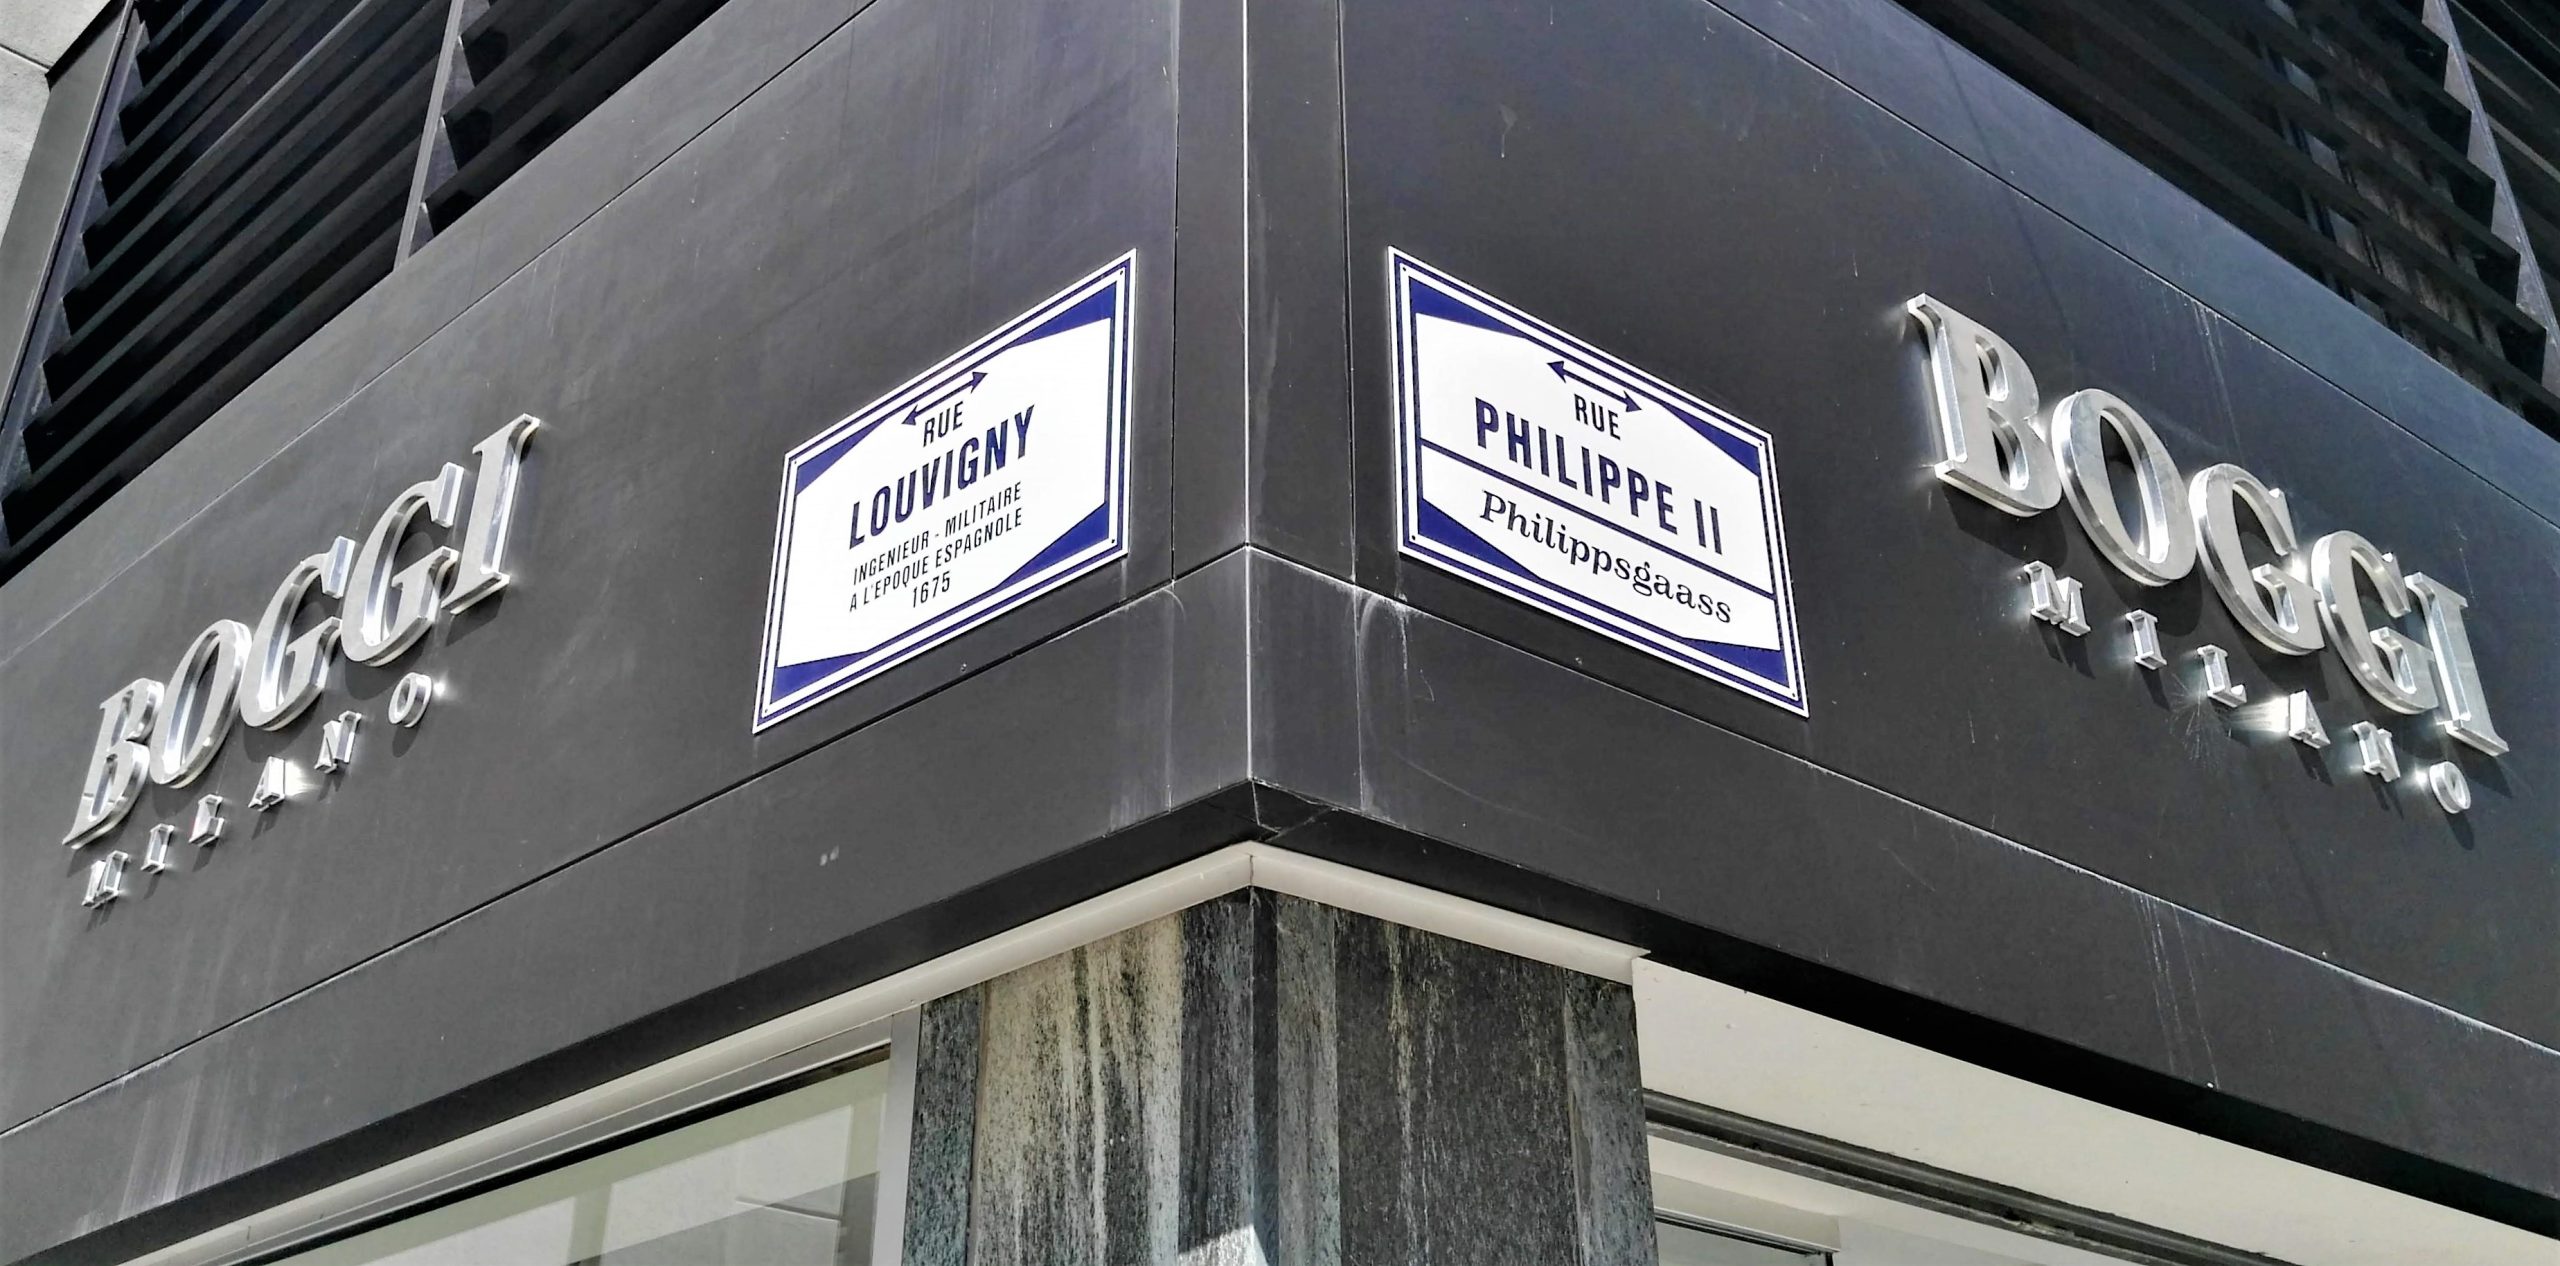 BOGGI
MILANO
RUE
LOUVIGNY
INGENIEUR - MILITAIRE
A L'EPOQUE ESPAGNOLE
1675
RUE
PHILIPPE II
Philippsgaass
BOGGI
MILANO